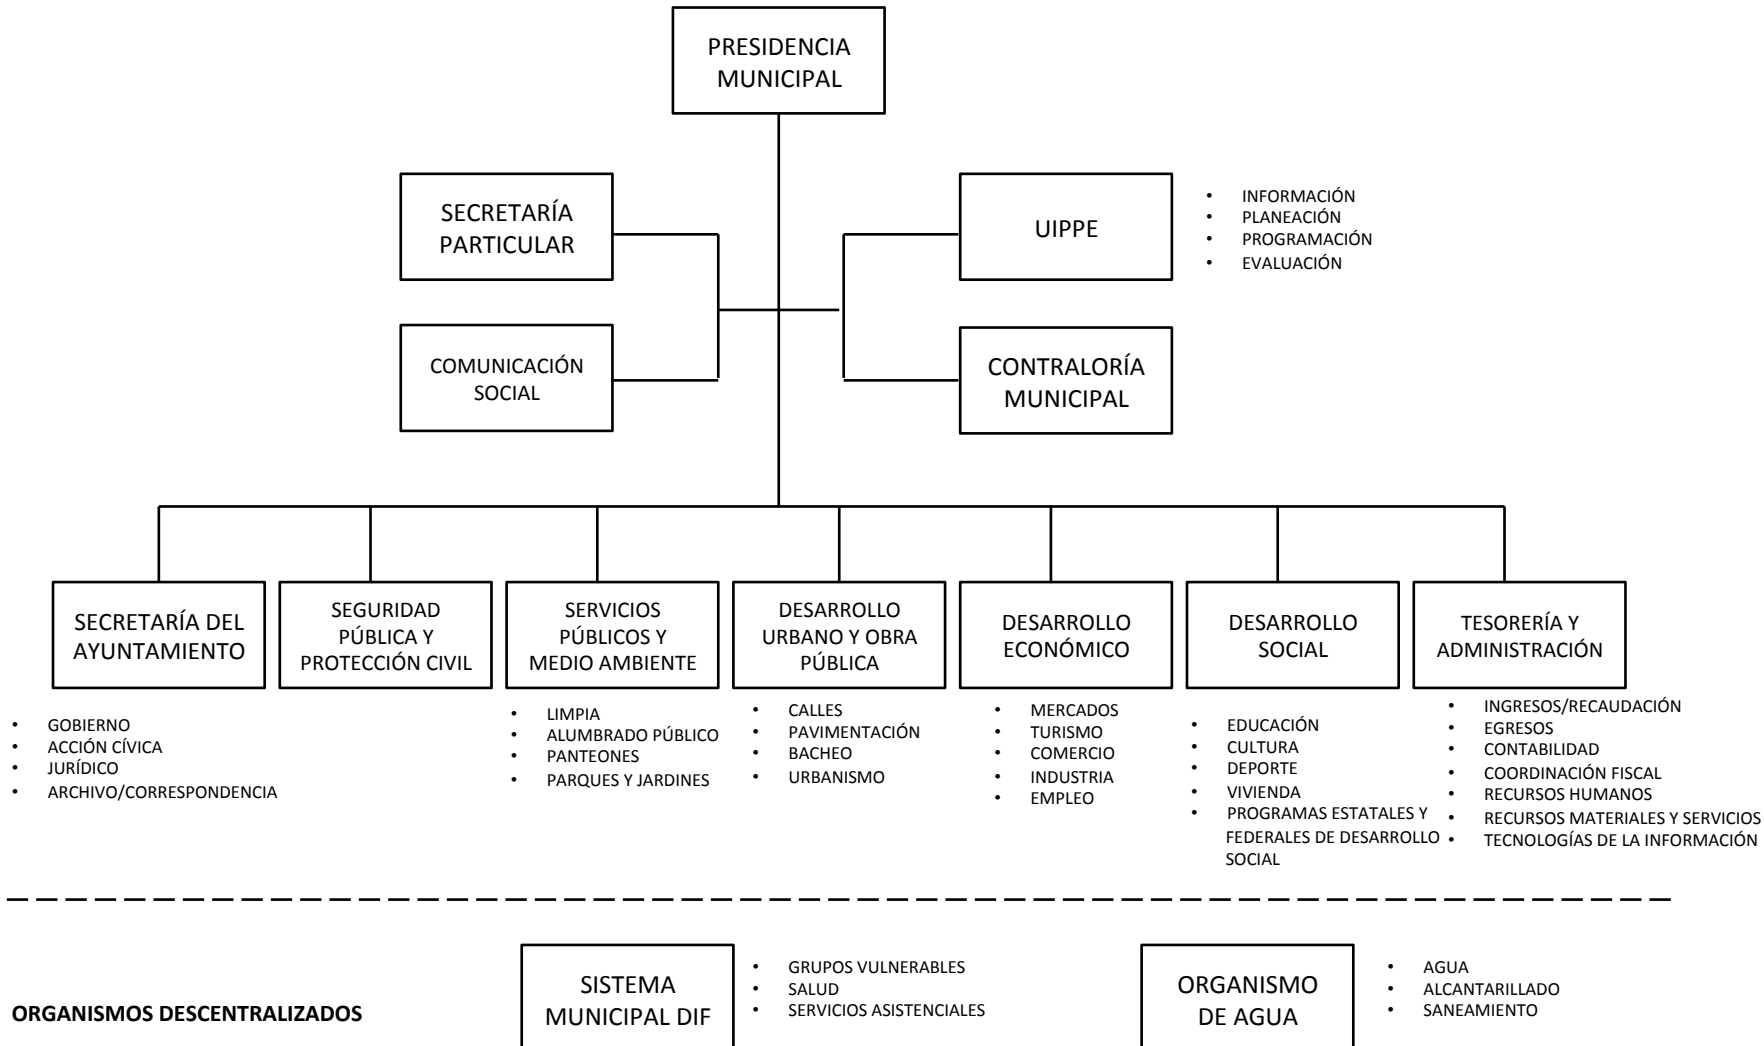 PRESIDENCIA
MUNICIPAL
SECRETARÍA
PARTICULAR
UIPPE
• INFORMACIÓN
• PLANEACIÓN
• PROGRAMACIÓN
• EVALUACIÓN
COMUNICACIÓN
SOCIAL
CONTRALORÍA
MUNICIPAL
SECRETARÍA DEL
AYUNTAMIENTO
• GOBIERNO
• ACCIÓN CÍVICA
• JURÍDICO
• ARCHIVO/CORRESPONDENCIA
SEGURIDAD
PÚBLICA Y
PROTECCIÓN CIVIL
SERVICIOS
PÚBLICOS Y
MEDIO AMBIENTE
• LIMPIA
• ALUMBRADO PÚBLICO
• PANTEONES
• PARQUES Y JARDINES
DESARROLLO
URBANO Y OBRA
PÚBLICA
• CALLES
• PAVIMENTACIÓN
• BACHEO
• URBANISMO
DESARROLLO
ECONÓMICO
• MERCADOS
• TURISMO
• COMERCIO
• INDUSTRIA
• EMPLEO
DESARROLLO
SOCIAL
• EDUCACIÓN
• CULTURA
• DEPORTE
• VIVIENDA
• PROGRAMAS ESTATALES Y
FEDERALES DE DESARROLLO
SOCIAL
TESORERÍA Y
ADMINISTRACIÓN
• INGRESOS/RECAUDACIÓN
• EGRESOS
• CONTABILIDAD
• COORDINACIÓN FISCAL
• RECURSOS HUMANOS
• RECURSOS MATERIALES Y SERVICIOS
• TECNOLOGÍAS DE LA INFORMACIÓN
ORGANISMOS DESCENTRALIZADOS
SISTEMA
MUNICIPAL DIF
• GRUPOS VULNERABLES
• SALUD
• SERVICIOS ASISTENCIALES
ORGANISMO
DE AGUA
• AGUA
• ALCANTARILLADO
• SANEAMIENTO